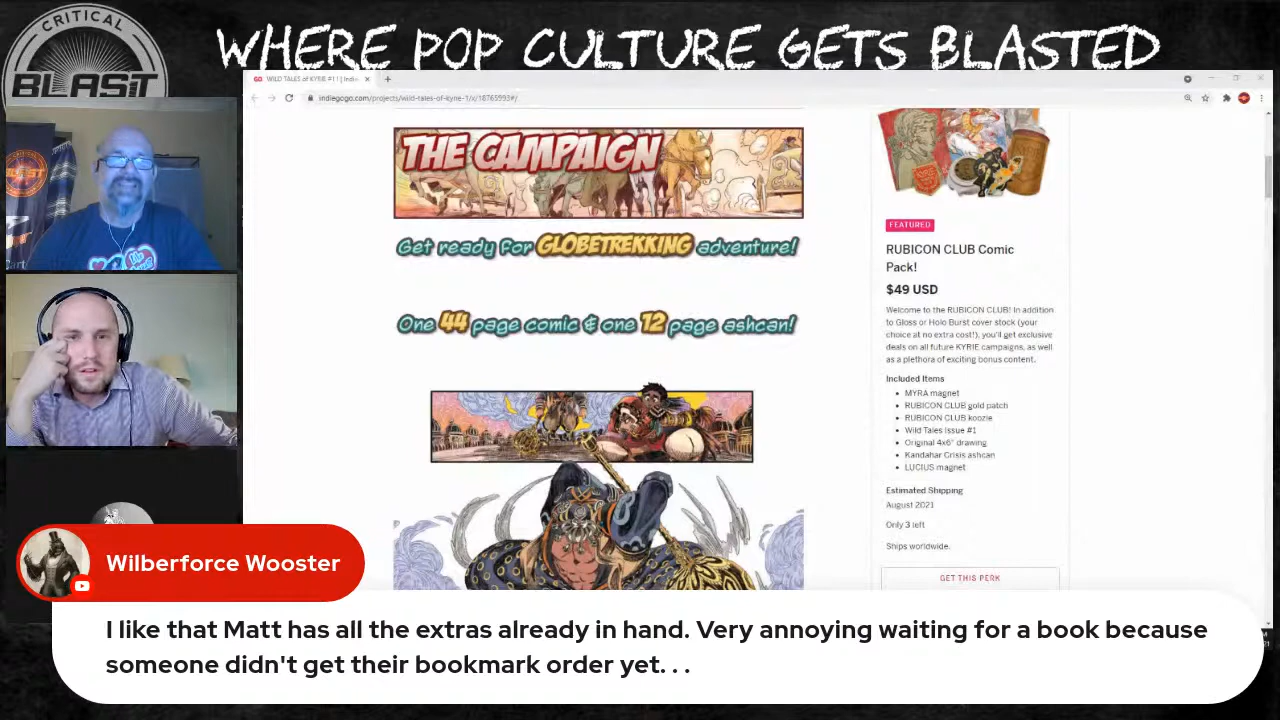 CRITICAL
BLAST
WHERE POP CULTURE GETS BLASTED
WILD TALES of KYRIE #1! | Indie
indiegogo.com/projects/wild-tales-of-kyrie-1/x/18765993#/
THE CAMPAIGN
Get ready for GLOBETREKKING adventure!
One 44 page comic & one 12 page ashcan!
FEATURED
RUBICON CLUB Comic
Pack!
$49 USD
Welcome to the RUBICON CLUB! In addition
to Gloss or Holo Burst cover stock (your
choice at no extra cost!), you'll get exclusive
deals on all future KYRIE campaigns, as well
as a plethora of exciting bonus content.
Included Items
MYRA magnet
RUBICON CLUB gold patch
RUBICON CLUB koozie
Wild Tales Issue #1
Original 4x6" drawing
Kandahar Crisis ashcan
LUCIUS magnet
Estimated Shipping
August 2021
Only 3 left
Ships worldwide.
GET THIS PERK
Wilberforce Wooster
I like that Matt has all the extras already in hand. Very annoying waiting for a book because
someone didn't get their bookmark order yet. . .